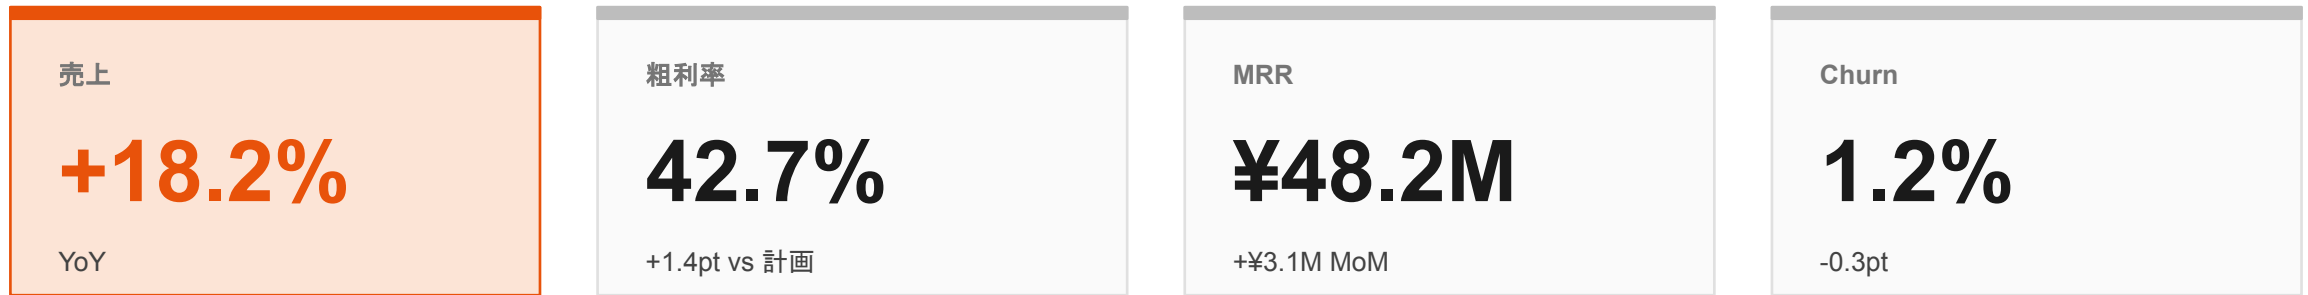 売上
+18.2%
YoY
粗利率
42.7%
+1.4pt vs 計画
MRR
¥48.2M
+¥3.1M MoM
Churn
1.2%
-0.3pt